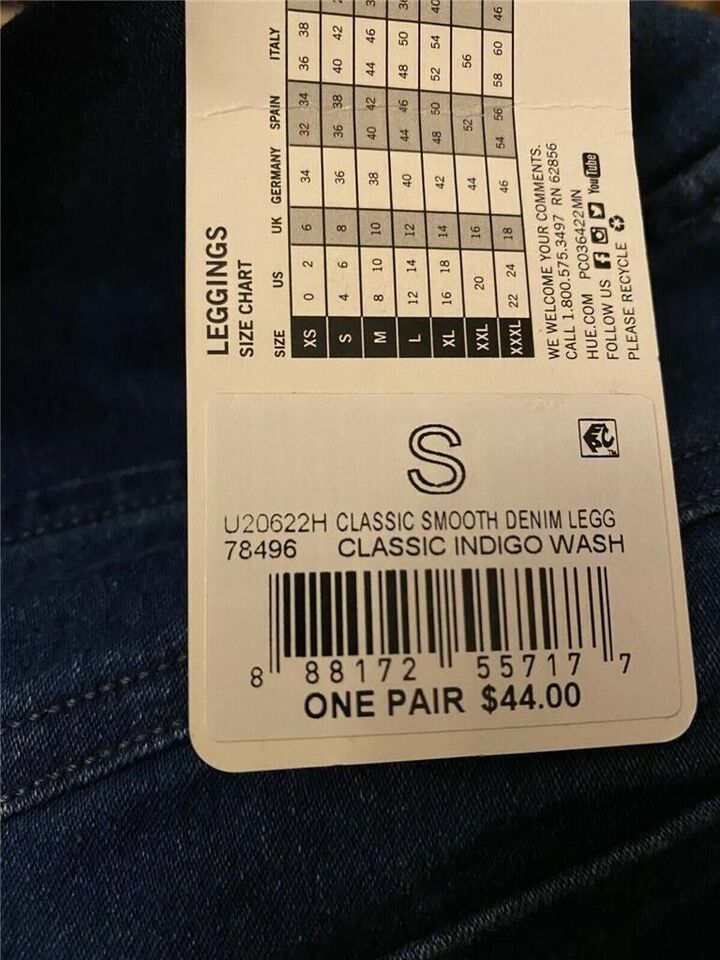 LEGGINGS
SIZE CHART
SIZE US UK GERMANY SPAIN ITALY
XS 0 2 6 34 32 34 36 38
S 4 6 8 36 36 38 40 42
M 8 10 10 38 40 42 44 46
L 12 14 12 40 44 46 48 50
XL 16 18 14 42 48 50 52 54 40
XXL 20 16 44 52 56
XXXL 22 24 18 46 54 56 58 60 46
WE WELCOME YOUR COMMENTS.
CALL 1.800.575.3497 RN 62856
HUE.COM PC036422MN
FOLLOW US You Tube
PLEASE RECYCLE
S
U20622H CLASSIC SMOOTH DENIM LEGG
78496 CLASSIC INDIGO WASH
8 88172 55717 7
ONE PAIR $44.00